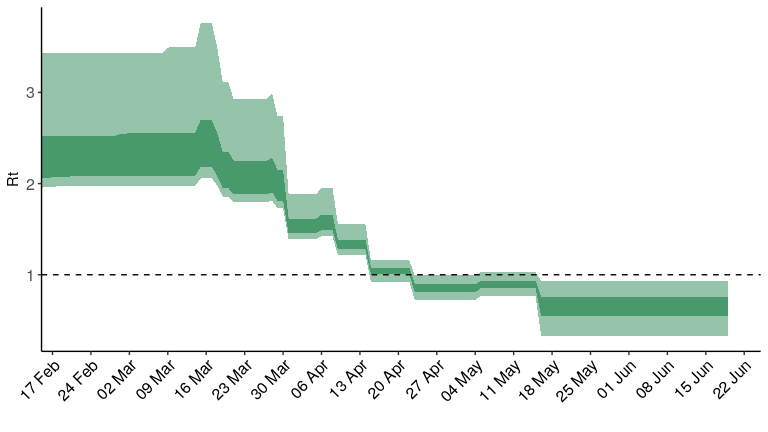 3
2
1
Rt
17 Feb
24 Feb
02 Mar
09 Mar
16 Mar
23 Mar
30 Mar
06 Apr
13 Apr
20 Apr
27 Apr
04 May
11 May
18 May
25 May
01 Jun
08 Jun
15 Jun
22 Jun